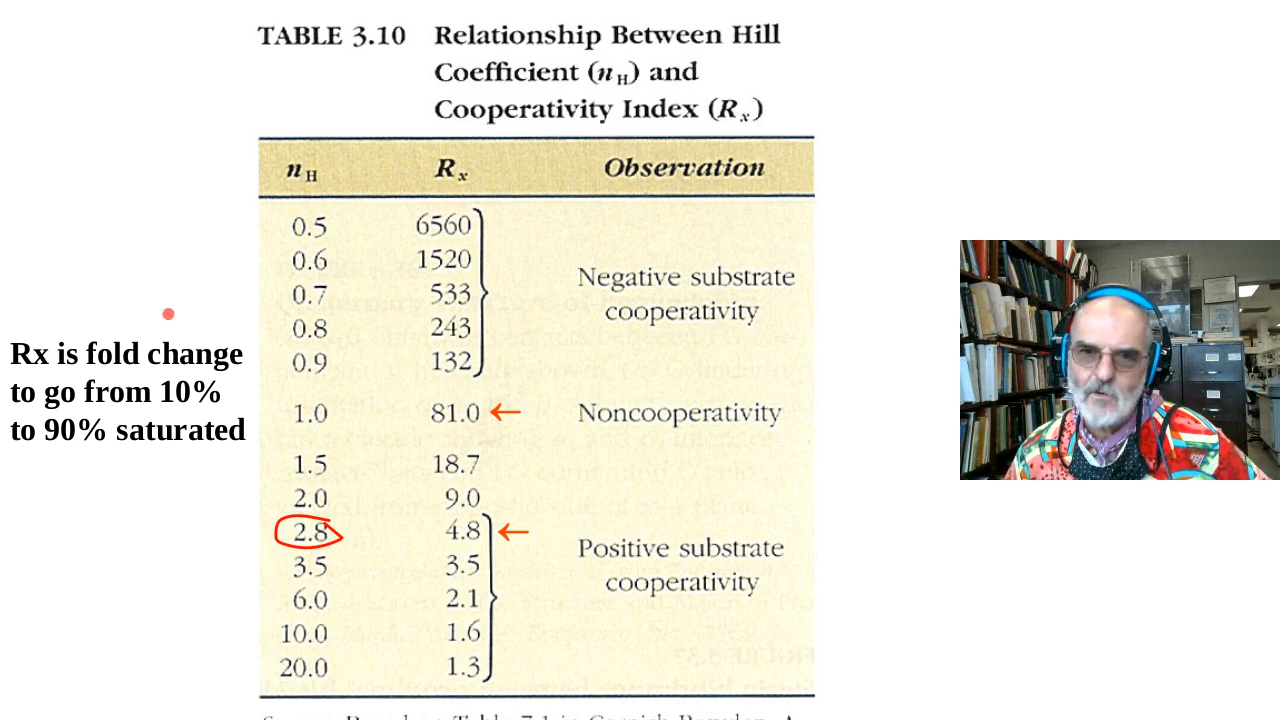 TABLE 3.10 Relationship Between Hill
Coefficient (nH) and
Cooperativity Index (Rx)
nH Rx Observation
0.5 6560
0.6 1520
Negative substrate
0.7 533
cooperativity
0.8 243
0.9 132
1.0 81.0 Noncooperativity
1.5 18.7
2.0 9.0
2.8 4.8
Positive substrate
3.5 3.5
cooperativity
6.0 2.1
10.0 1.6
20.0 1.3
Rx is fold change
to go from 10%
to 90% saturated